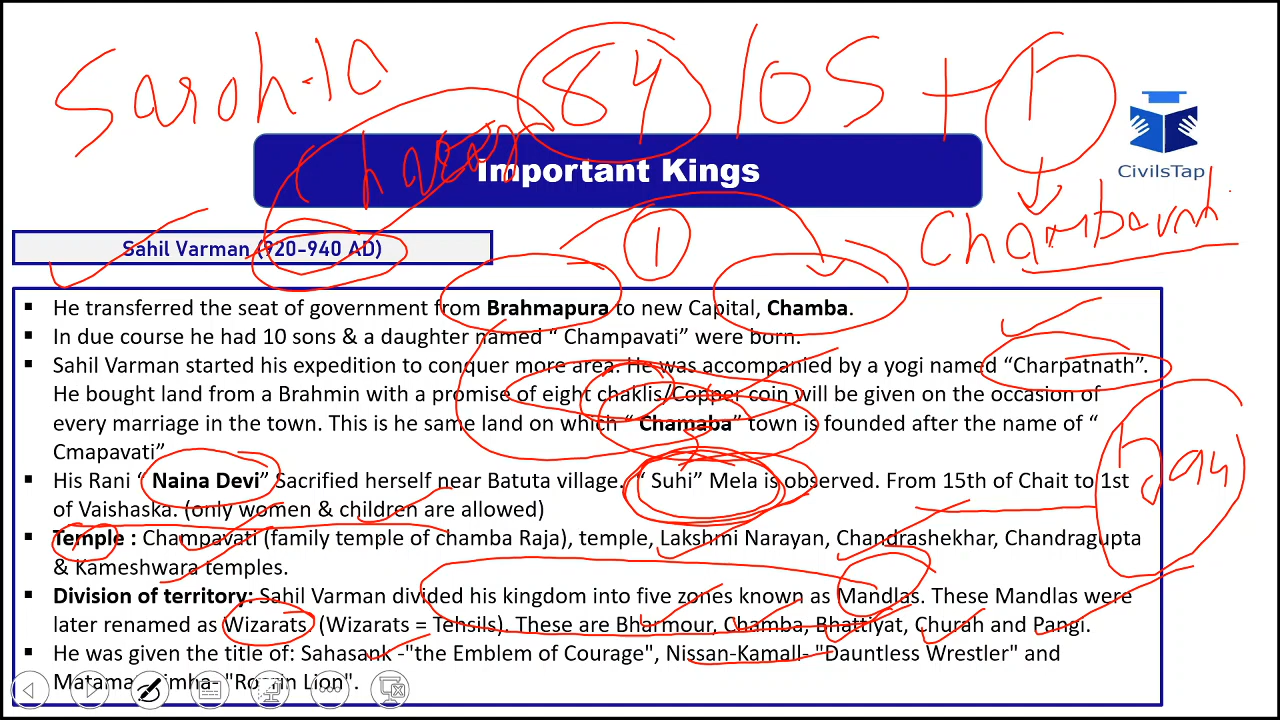 Saroh-10 84 10S + 1
Important Kings
CivilsTap
Sahil Varman (920-940 AD)
1
▪ He transferred the seat of government from Brahmapura to new Capital, Chamba.
▪ In due course he had 10 sons & a daughter named “ Champavati” were born.
▪ Sahil Varman started his expedition to conquer more area. He was accompanied by a yogi named “Charpatnath”.
He bought land from a Brahmin with a promise of eight chaklis/Copper coin will be given on the occasion of
every marriage in the town. This is he same land on which “ Chamaba” town is founded after the name of “
Cmapavati”
▪ His Rani “ Naina Devi” Sacrified herself near Batuta village. “ Suhi” Mela is observed. From 15th of Chait to 1st
of Vaishaska. (only women & children are allowed)
▪ Temple : Champavati (family temple of chamba Raja), temple, Lakshmi Narayan, Chandrashekhar, Chandragupta
& Kameshwara temples.
▪ Division of territory: Sahil Varman divided his kingdom into five zones known as Mandlas. These Mandlas were
later renamed as Wizarats (Wizarats = Tehsils). These are Bharmour, Chamba, Bhattiyat, Churah and Pangi.
▪ He was given the title of: Sahasank -"the Emblem of Courage", Nissan-Kamall- "Dauntless Wrestler" and
"Dauntless Wrestler" and